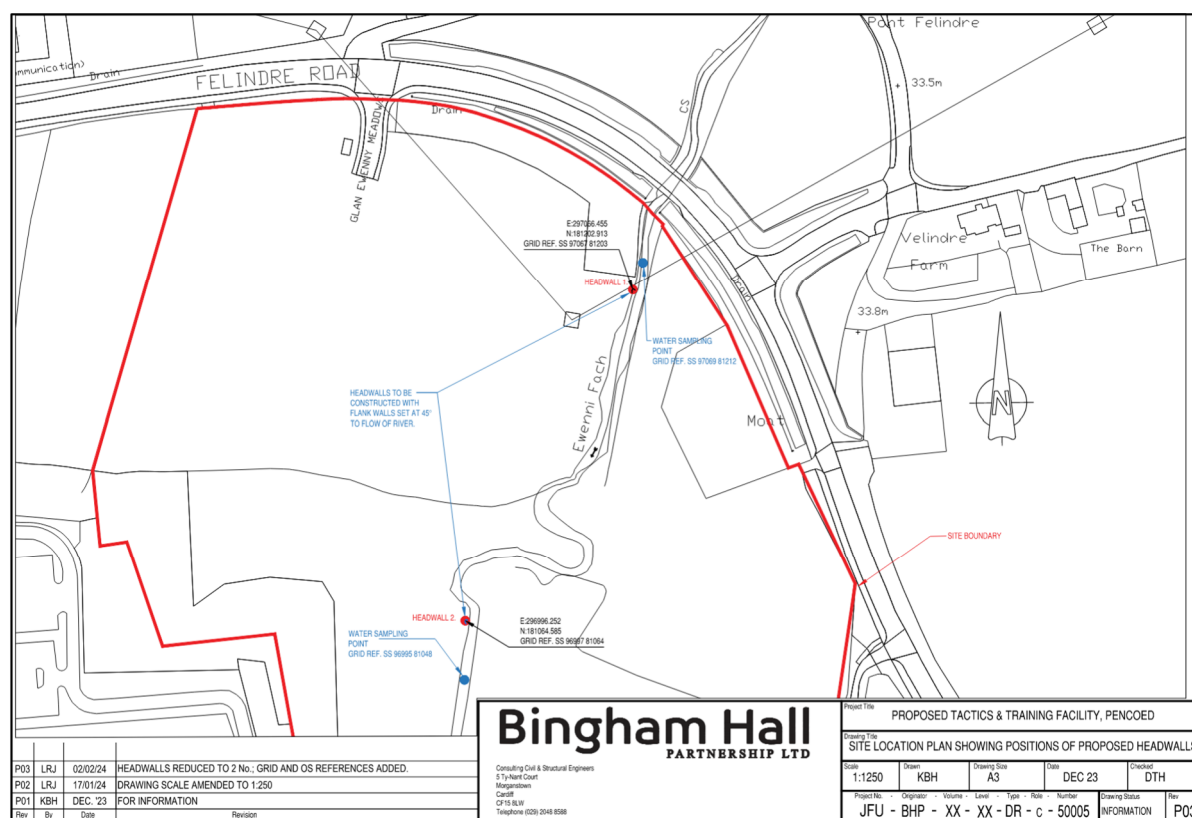 Pont Felindre
mmunication)
Drain
FELINDRE ROAD
33.5m
CS
Drain
GLAN EWENNY MEADOW
E:297066.455
N:181202.913
GRID REF. SS 97067 81203
HEADWALL 1.
Velindre
Farm
The Barn
Drain
33.8m
WATER SAMPLING
POINT
GRID REF. SS 97069 81212
HEADWALLS TO BE
CONSTRUCTED WITH
FLANK WALLS SET AT 45°
TO FLOW OF RIVER.
Ewenni Fach
N
SITE BOUNDARY
HEADWALL 2.
E:296996.252
N:181064.585
GRID REF. SS 96997 81064
WATER SAMPLING
POINT
GRID REF. SS 96995 81048
P03 LRJ 02/02/24 HEADWALLS REDUCED TO 2 No.; GRID AND OS REFERENCES ADDED.
P02 LRJ 17/01/24 DRAWING SCALE AMENDED TO 1:250
P01 KBH DEC. '23 FOR INFORMATION
Rev By Date Revision
Bingham Hall
PARTNERSHIP LTD
Consulting Civil & Structural Engineers
5 Ty-Nant Court
Morganstown
Cardiff
CF15 8LW
Telephone (029) 2048 8588
Project Title
PROPOSED TACTICS & TRAINING FACILITY, PENCOED
Drawing Title
SITE LOCATION PLAN SHOWING POSITIONS OF PROPOSED HEADWALLS
Scale Drawn Drawing Size Date Checked
1:1250 KBH A3 DEC 23 DTH
Project No. - Originator - Volume - Level - Type - Role - Number Drawing Status Rev
JFU - BHP - XX - XX - DR - C - 50005 INFORMATION P03